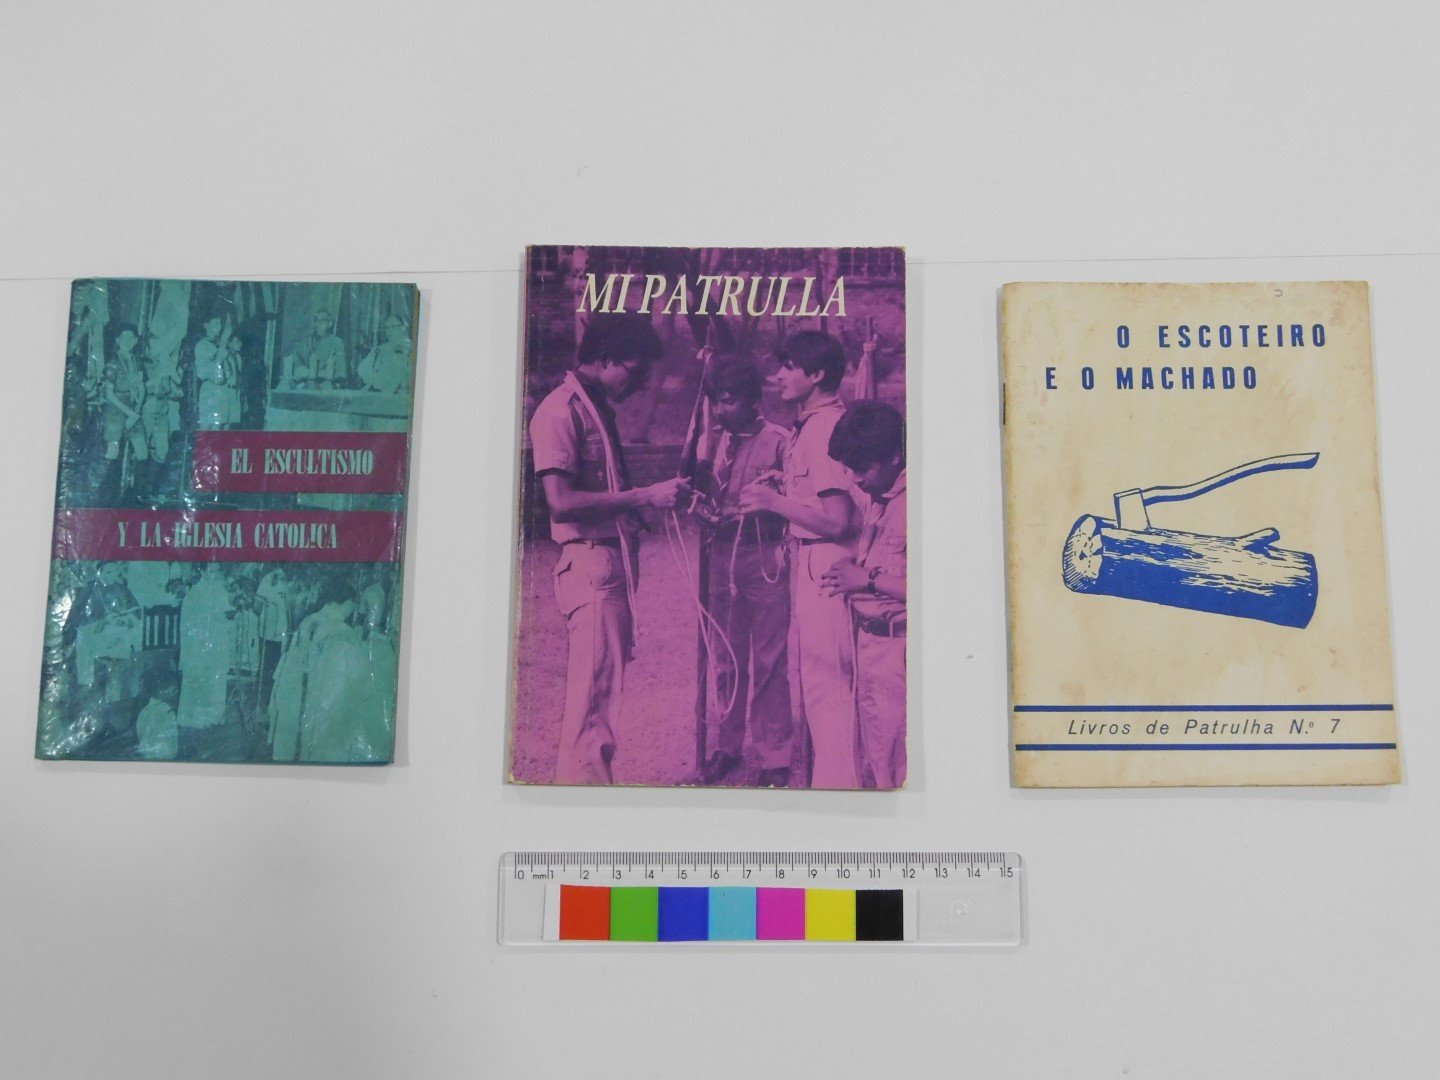 EL ESCULTISMO
Y LA IGLESIA CATOLICA
MI PATRULLA
O ESCOTEIRO
E O MACHADO
Livros de Patrulha N.º 7
0 mm 1 2 3 4 5 6 7 8 9 10 11 12 13 14 15